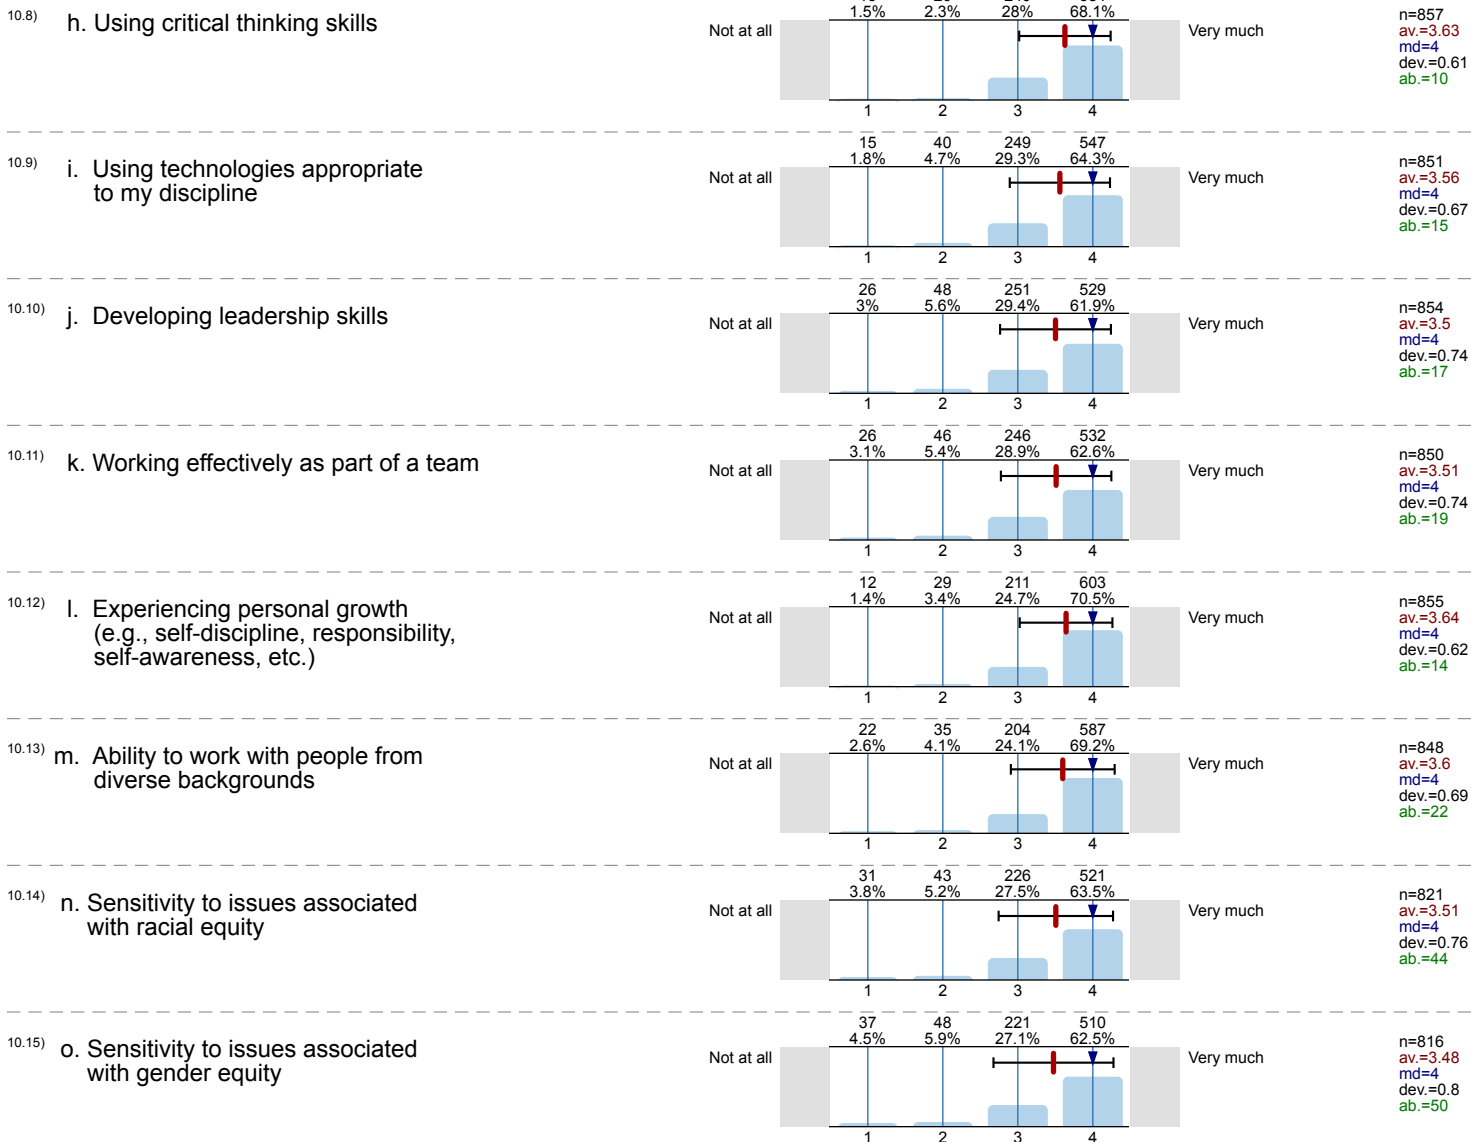 1.5% 2.3% 28% 68.1%
10.8) h. Using critical thinking skills
Not at all Very much
n=857
av.=3.63
md=4
dev.=0.61
ab.=10
1 2 3 4
15 40 249 547
1.8% 4.7% 29.3% 64.3%
10.9) i. Using technologies appropriate
to my discipline
Not at all Very much
n=851
av.=3.56
md=4
dev.=0.67
ab.=15
1 2 3 4
26 48 251 529
3% 5.6% 29.4% 61.9%
10.10) j. Developing leadership skills
Not at all Very much
n=854
av.=3.5
md=4
dev.=0.74
ab.=17
1 2 3 4
26 46 246 532
3.1% 5.4% 28.9% 62.6%
10.11) k. Working effectively as part of a team
Not at all Very much
n=850
av.=3.51
md=4
dev.=0.74
ab.=19
1 2 3 4
12 29 211 603
1.4% 3.4% 24.7% 70.5%
10.12) l. Experiencing personal growth
(e.g., self-discipline, responsibility,
self-awareness, etc.)
Not at all Very much
n=855
av.=3.64
md=4
dev.=0.62
ab.=14
1 2 3 4
22 35 204 587
2.6% 4.1% 24.1% 69.2%
10.13) m. Ability to work with people from
diverse backgrounds
Not at all Very much
n=848
av.=3.6
md=4
dev.=0.69
ab.=22
1 2 3 4
31 43 226 521
3.8% 5.2% 27.5% 63.5%
10.14) n. Sensitivity to issues associated
with racial equity
Not at all Very much
n=821
av.=3.51
md=4
dev.=0.76
ab.=44
1 2 3 4
37 48 221 510
4.5% 5.9% 27.1% 62.5%
10.15) o. Sensitivity to issues associated
with gender equity
Not at all Very much
n=816
av.=3.48
md=4
dev.=0.8
ab.=50
1 2 3 4